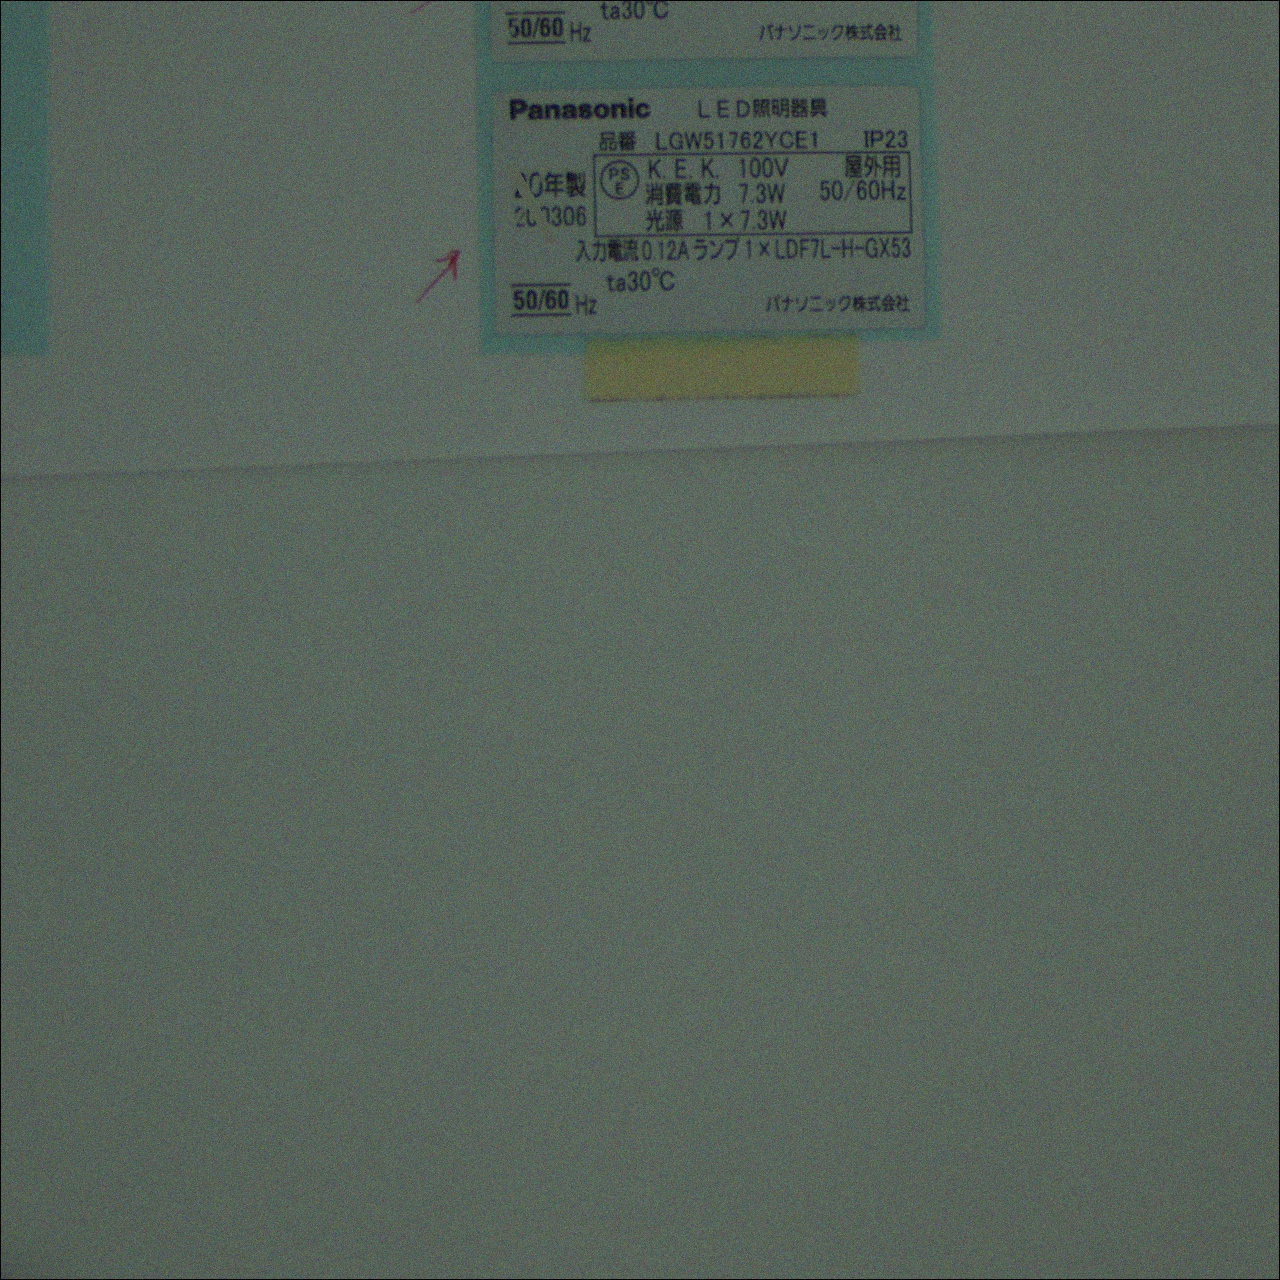 ta30℃
50/60 Hz
パナソニック株式会社
Panasonic LED照明器具
品番 LGW51762YCE1 IP23
K.E.K. 100V 屋外用
PS E
年製
消費電力 7.3W 50/60Hz
光源 1×7.3W
入力電流0.12A ランプ1×LDF7L-H-GX53
ta30℃
50/60 Hz
パナソニック株式会社